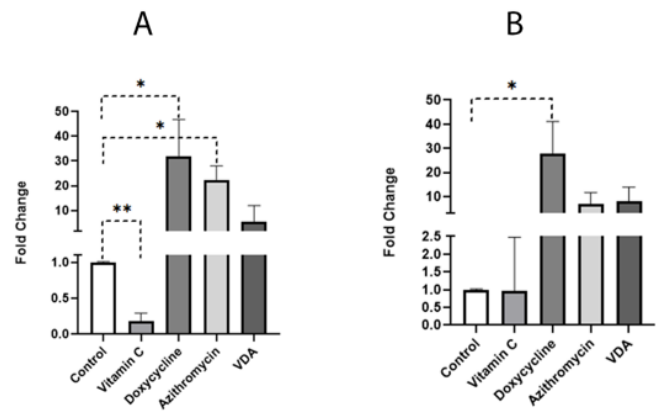 A
B
*
*
**
*
Fold Change
50
40
30
20
10
1.0
0.5
0.0
Control
Vitamin C
Doxycycline
Azithromycin
VDA
Fold Change
50
40
30
20
10
2.5
2.0
1.5
1.0
0.5
0.0
Control
Vitamin C
Doxycycline
Azithromycin
VDA